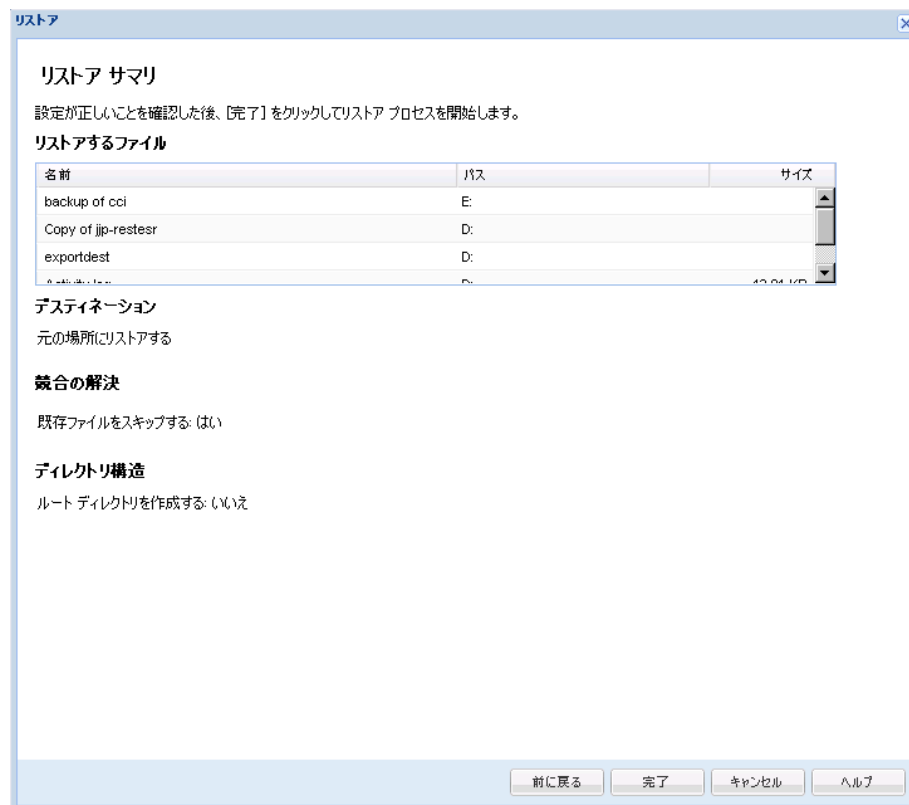 リストア
リストア サマリ
設定が正しいことを確認した後、[完了] をクリックしてリストア プロセスを開始します。
リストアするファイル
名前 パス サイズ
backup of cci E:
Copy of jjp-restesr D:
exportdest D:
デスティネーション
元の場所にリストアする
競合の解決
既存ファイルをスキップする: はい
ディレクトリ構造
ルート ディレクトリを作成する: いいえ
前に戻る 完了 キャンセル ヘルプ